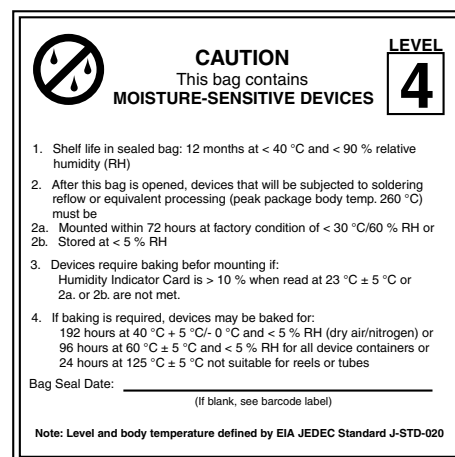 LEVEL
CAUTION
This bag contains
MOISTURE-SENSITIVE DEVICES
4
1. Shelf life in sealed bag: 12 months at < 40 °C and < 90 % relative
humidity (RH)
2. After this bag is opened, devices that will be subjected to soldering
reflow or equivalent processing (peak package body temp. 260 °C)
must be
2a. Mounted within 72 hours at factory condition of < 30 °C/60 % RH or
2b. Stored at < 5 % RH
3. Devices require baking befor mounting if:
Humidity Indicator Card is > 10 % when read at 23 °C ± 5 °C or
2a. or 2b. are not met.
4. If baking is required, devices may be baked for:
192 hours at 40 °C + 5 °C/- 0 °C and < 5 % RH (dry air/nitrogen) or
96 hours at 60 °C ± 5 °C and < 5 % RH for all device containers or
24 hours at 125 °C ± 5 °C not suitable for reels or tubes
Bag Seal Date:
(If blank, see barcode label)
Note: Level and body temperature defined by EIA JEDEC Standard J-STD-020